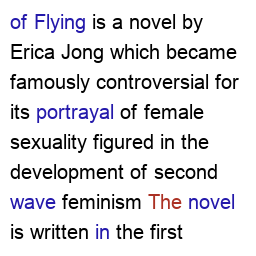 of Flying is a novel by
Erica Jong which became
famously controversial for
its portrayal of female
sexuality figured in the
development of second
wave feminism The novel
is written in the first